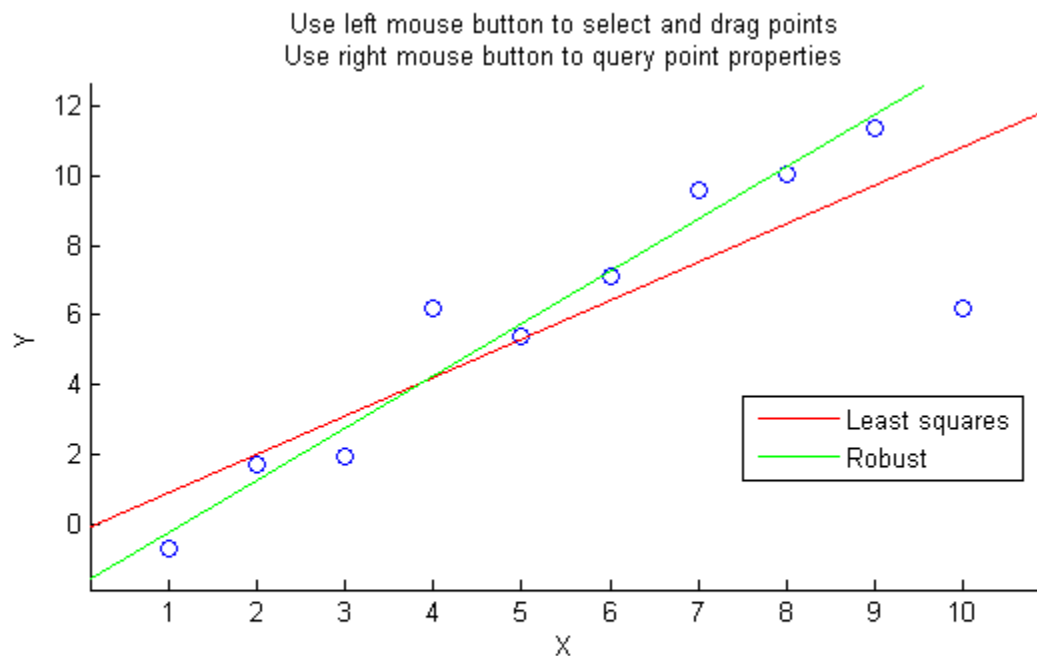 Use left mouse button to select and drag points
Use right mouse button to query point properties
12
10
8
6
4
2
0
Y
Least squares
Robust
1 2 3 4 5 6 7 8 9 10
X